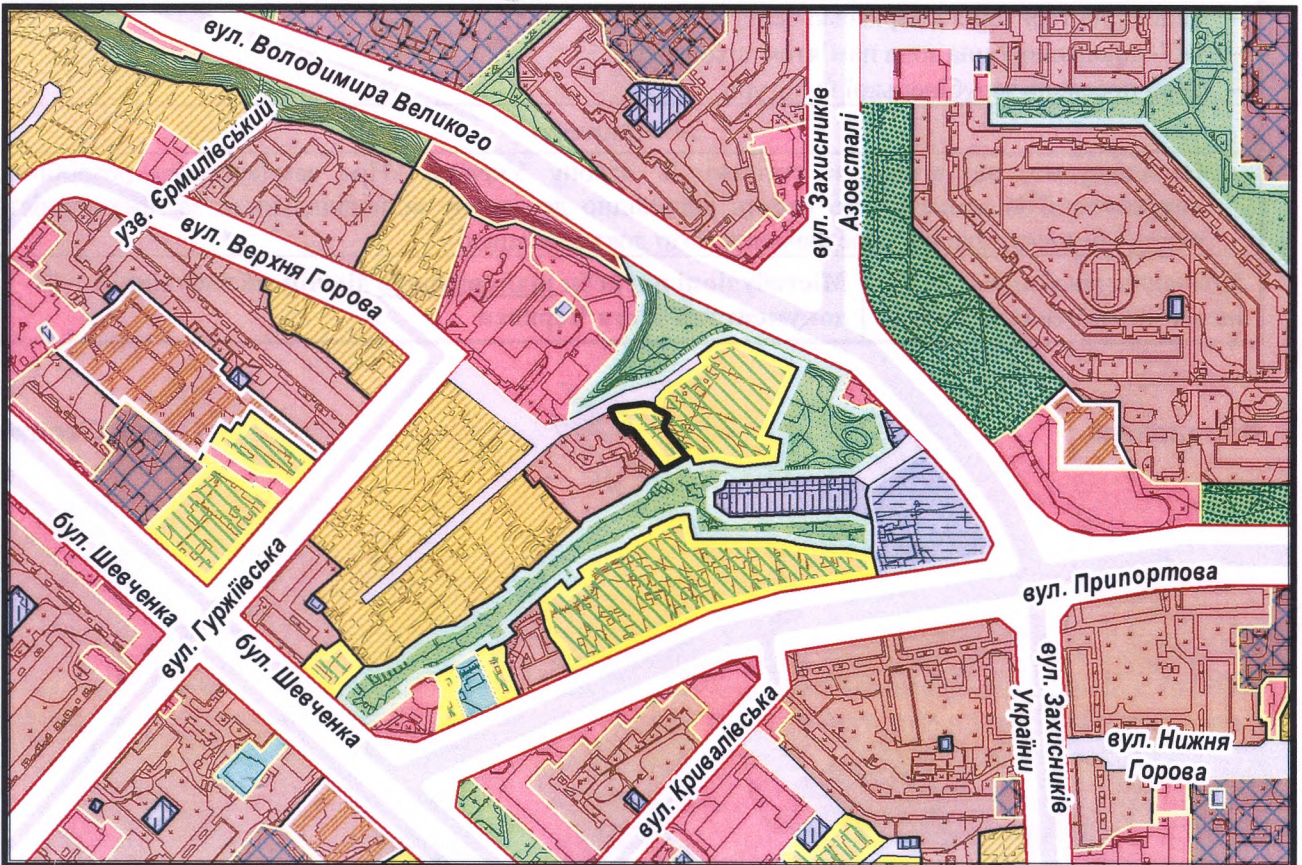 вул. Володимира Великого
вул. Захисників
Азовсталі
узв. Єрмилівський
вул. Верхня Горова
бул. Шевченка
вул. Гуржіївська
бул. Шевченка
вул. Припортова
вул. Кривалівська
вул. Захисників
України
вул. Нижня
Горова